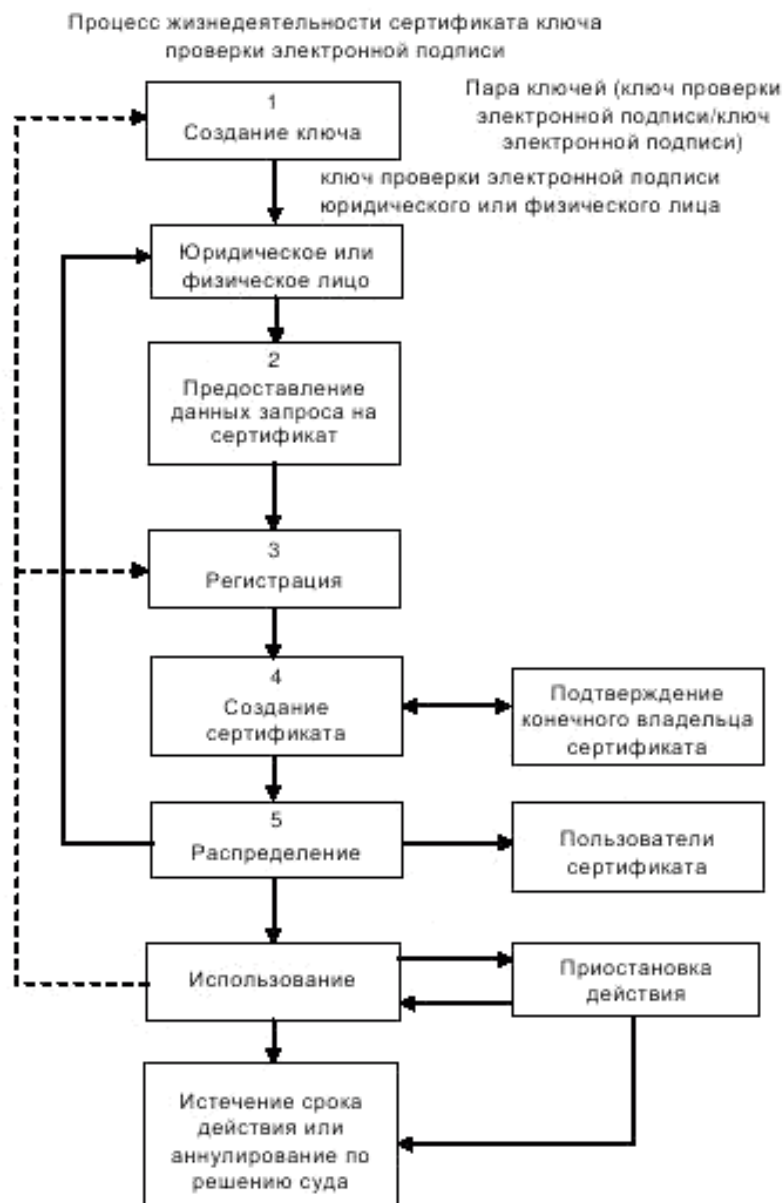 Процесс жизнедеятельности сертификата ключа
проверки электронной подписи
1
Создание ключа
Пара ключей (ключ проверки
электронной подписи/ключ
электронной подписи)
ключ проверки электронной подписи
юридического или физического лица
Юридическое или
физическое лицо
2
Предоставление
данных запроса на
сертификат
3
Регистрация
4
Создание
сертификата
Подтверждение
конечного владельца
сертификата
5
Распределение
Пользователи
сертификата
Использование
Приостановка
действия
Истечение срока
действия или
аннулирование по
решению суда